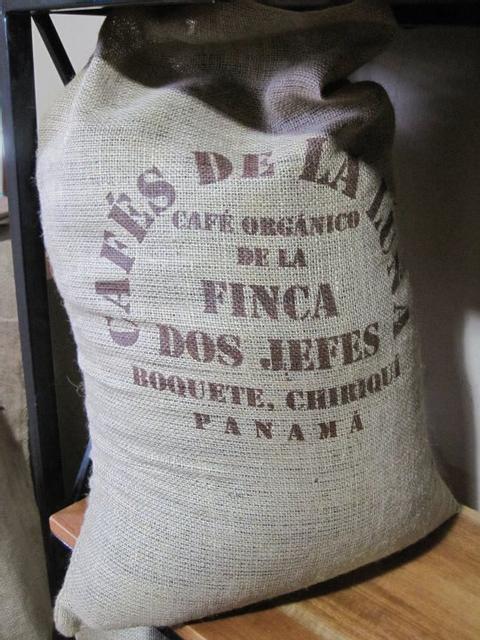 CAFÉS DE LA LUNA
CAFÉ ORGÁNICO
DE LA
FINCA
DOS JEFES
BOQUETE, CHIRIQUÍ
PANAMÁ